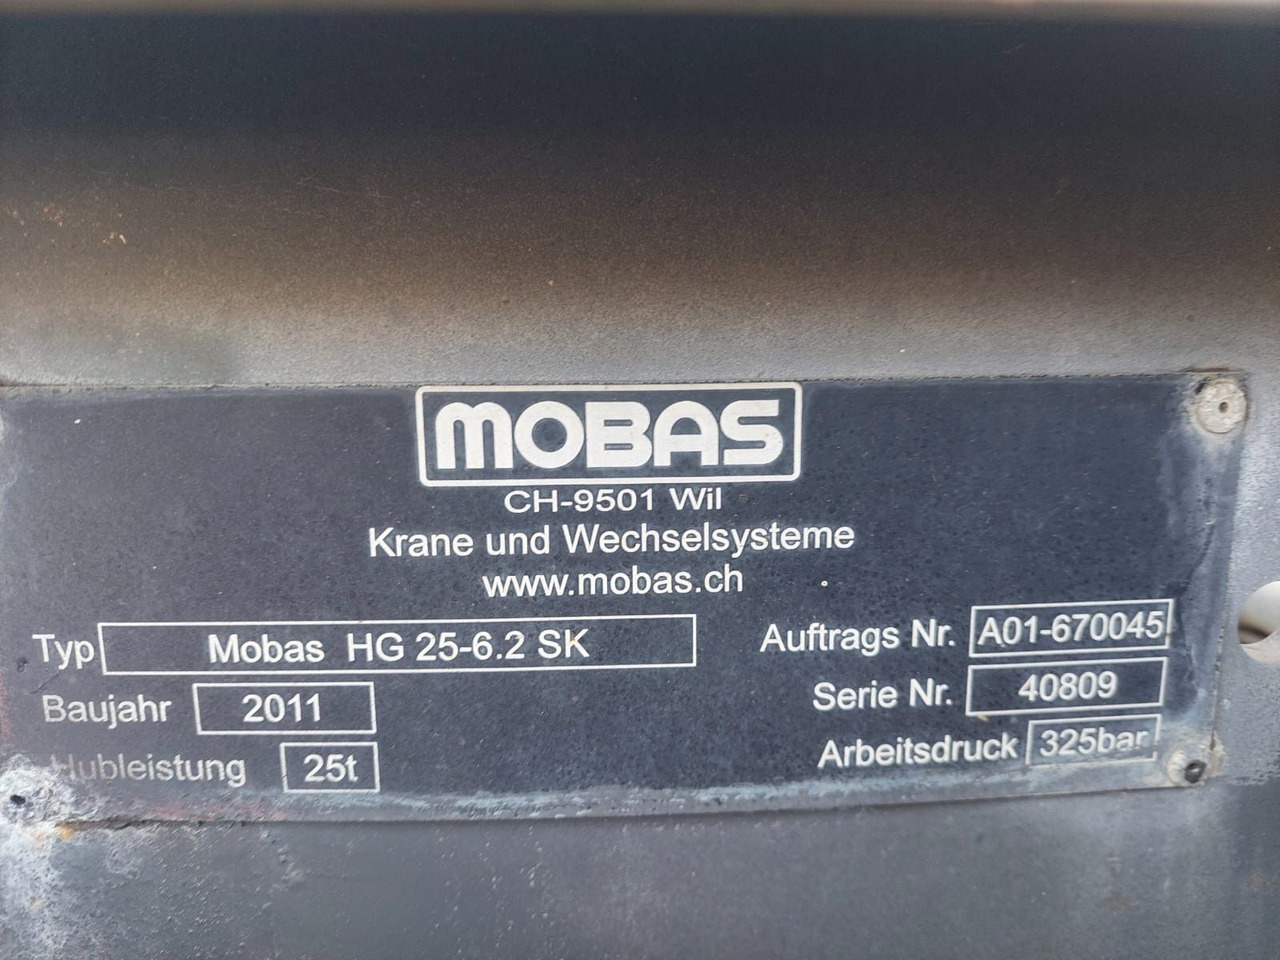 MOBAS
CH-9501 Wil
Krane und Wechselsysteme
www.mobas.ch
Typ Mobas HG 25-6.2 SK
Auftrags Nr. A01-670045
Baujahr 2011
Serie Nr. 40809
Hubleistung 25t
Arbeitsdruck 325bar